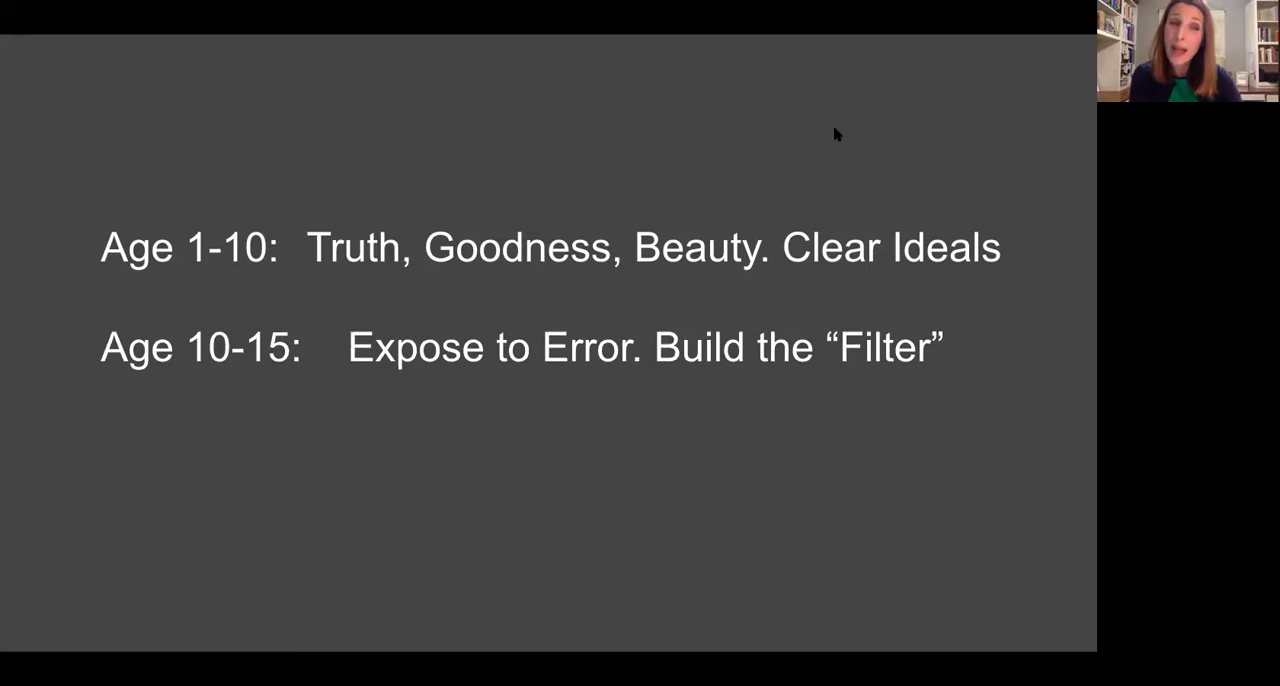 Age 1-10: Truth, Goodness, Beauty. Clear Ideals
Age 10-15: Expose to Error. Build the “Filter”